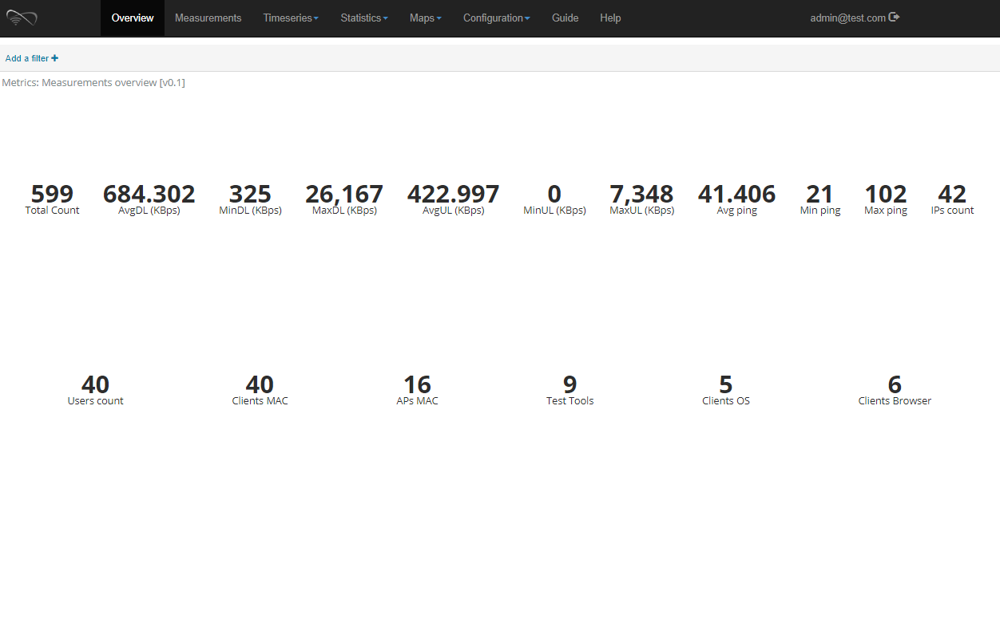 Overview Measurements Timeseries Statistics Maps Configuration Guide Help admin@test.com
Add a filter
Metrics: Measurements overview [v0.1]
599 684.302 325 26,167 422.997 0 7,348 41.406 21 102 42
Total Count AvgDL (KBps) MinDL (KBps) MaxDL (KBps) AvgUL (KBps) MinUL (KBps) MaxUL (KBps) Avg ping Min ping Max ping IPs count
40 40 16 9 5 6
Users count Clients MAC APs MAC Test Tools Clients OS Clients Browser